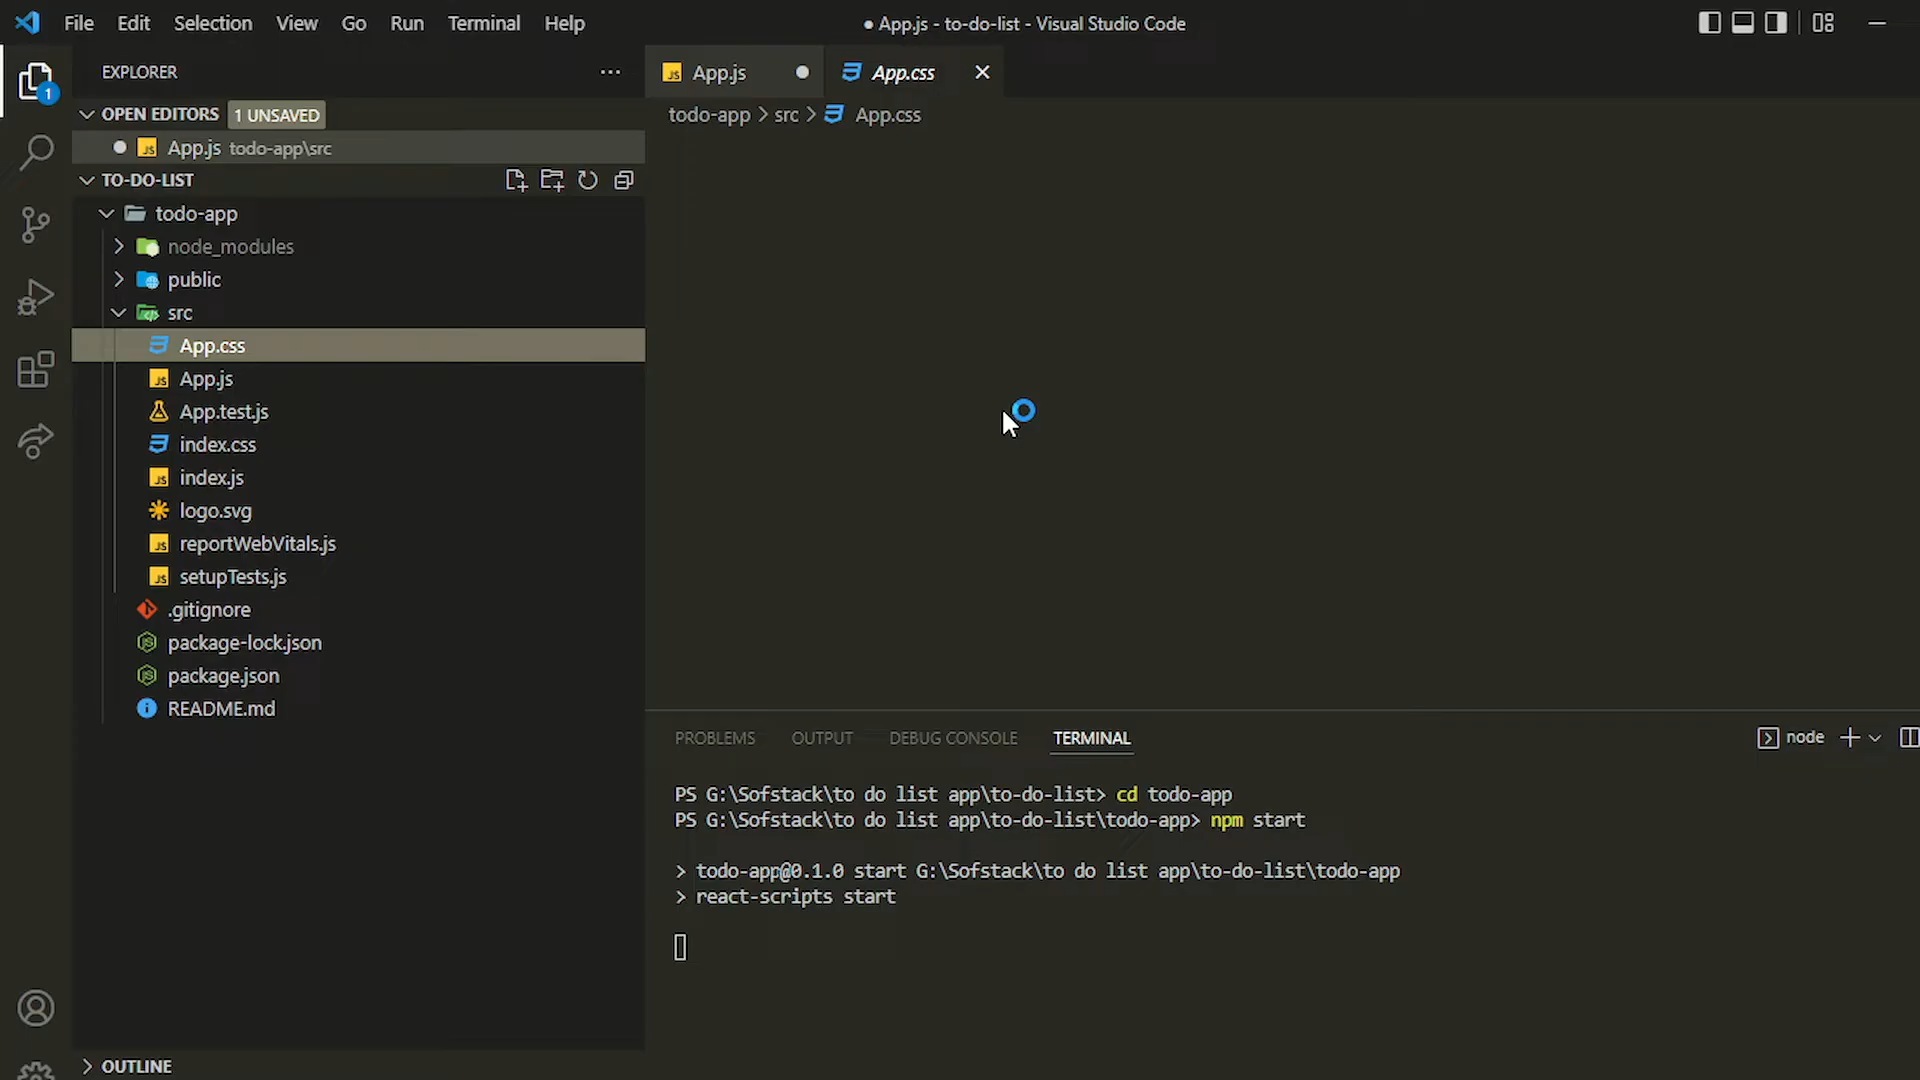 File Edit Selection View Go Run Terminal Help
● App.js - to-do-list - Visual Studio Code
EXPLORER
1
OPEN EDITORS 1 UNSAVED
App.js todo-app\src
TO-DO-LIST
todo-app
node_modules
public
src
App.css
App.js
App.test.js
index.css
index.js
logo.svg
reportWebVitals.js
setupTests.js
.gitignore
package-lock.json
package.json
README.md
OUTLINE
App.js App.css
todo-app > src > App.css
PROBLEMS OUTPUT DEBUG CONSOLE TERMINAL
node
PS G:\Sofstack\to do list app\to-do-list> cd todo-app
PS G:\Sofstack\to do list app\to-do-list\todo-app> npm start
> todo-app@0.1.0 start G:\Sofstack\to do list app\to-do-list\todo-app
> react-scripts start